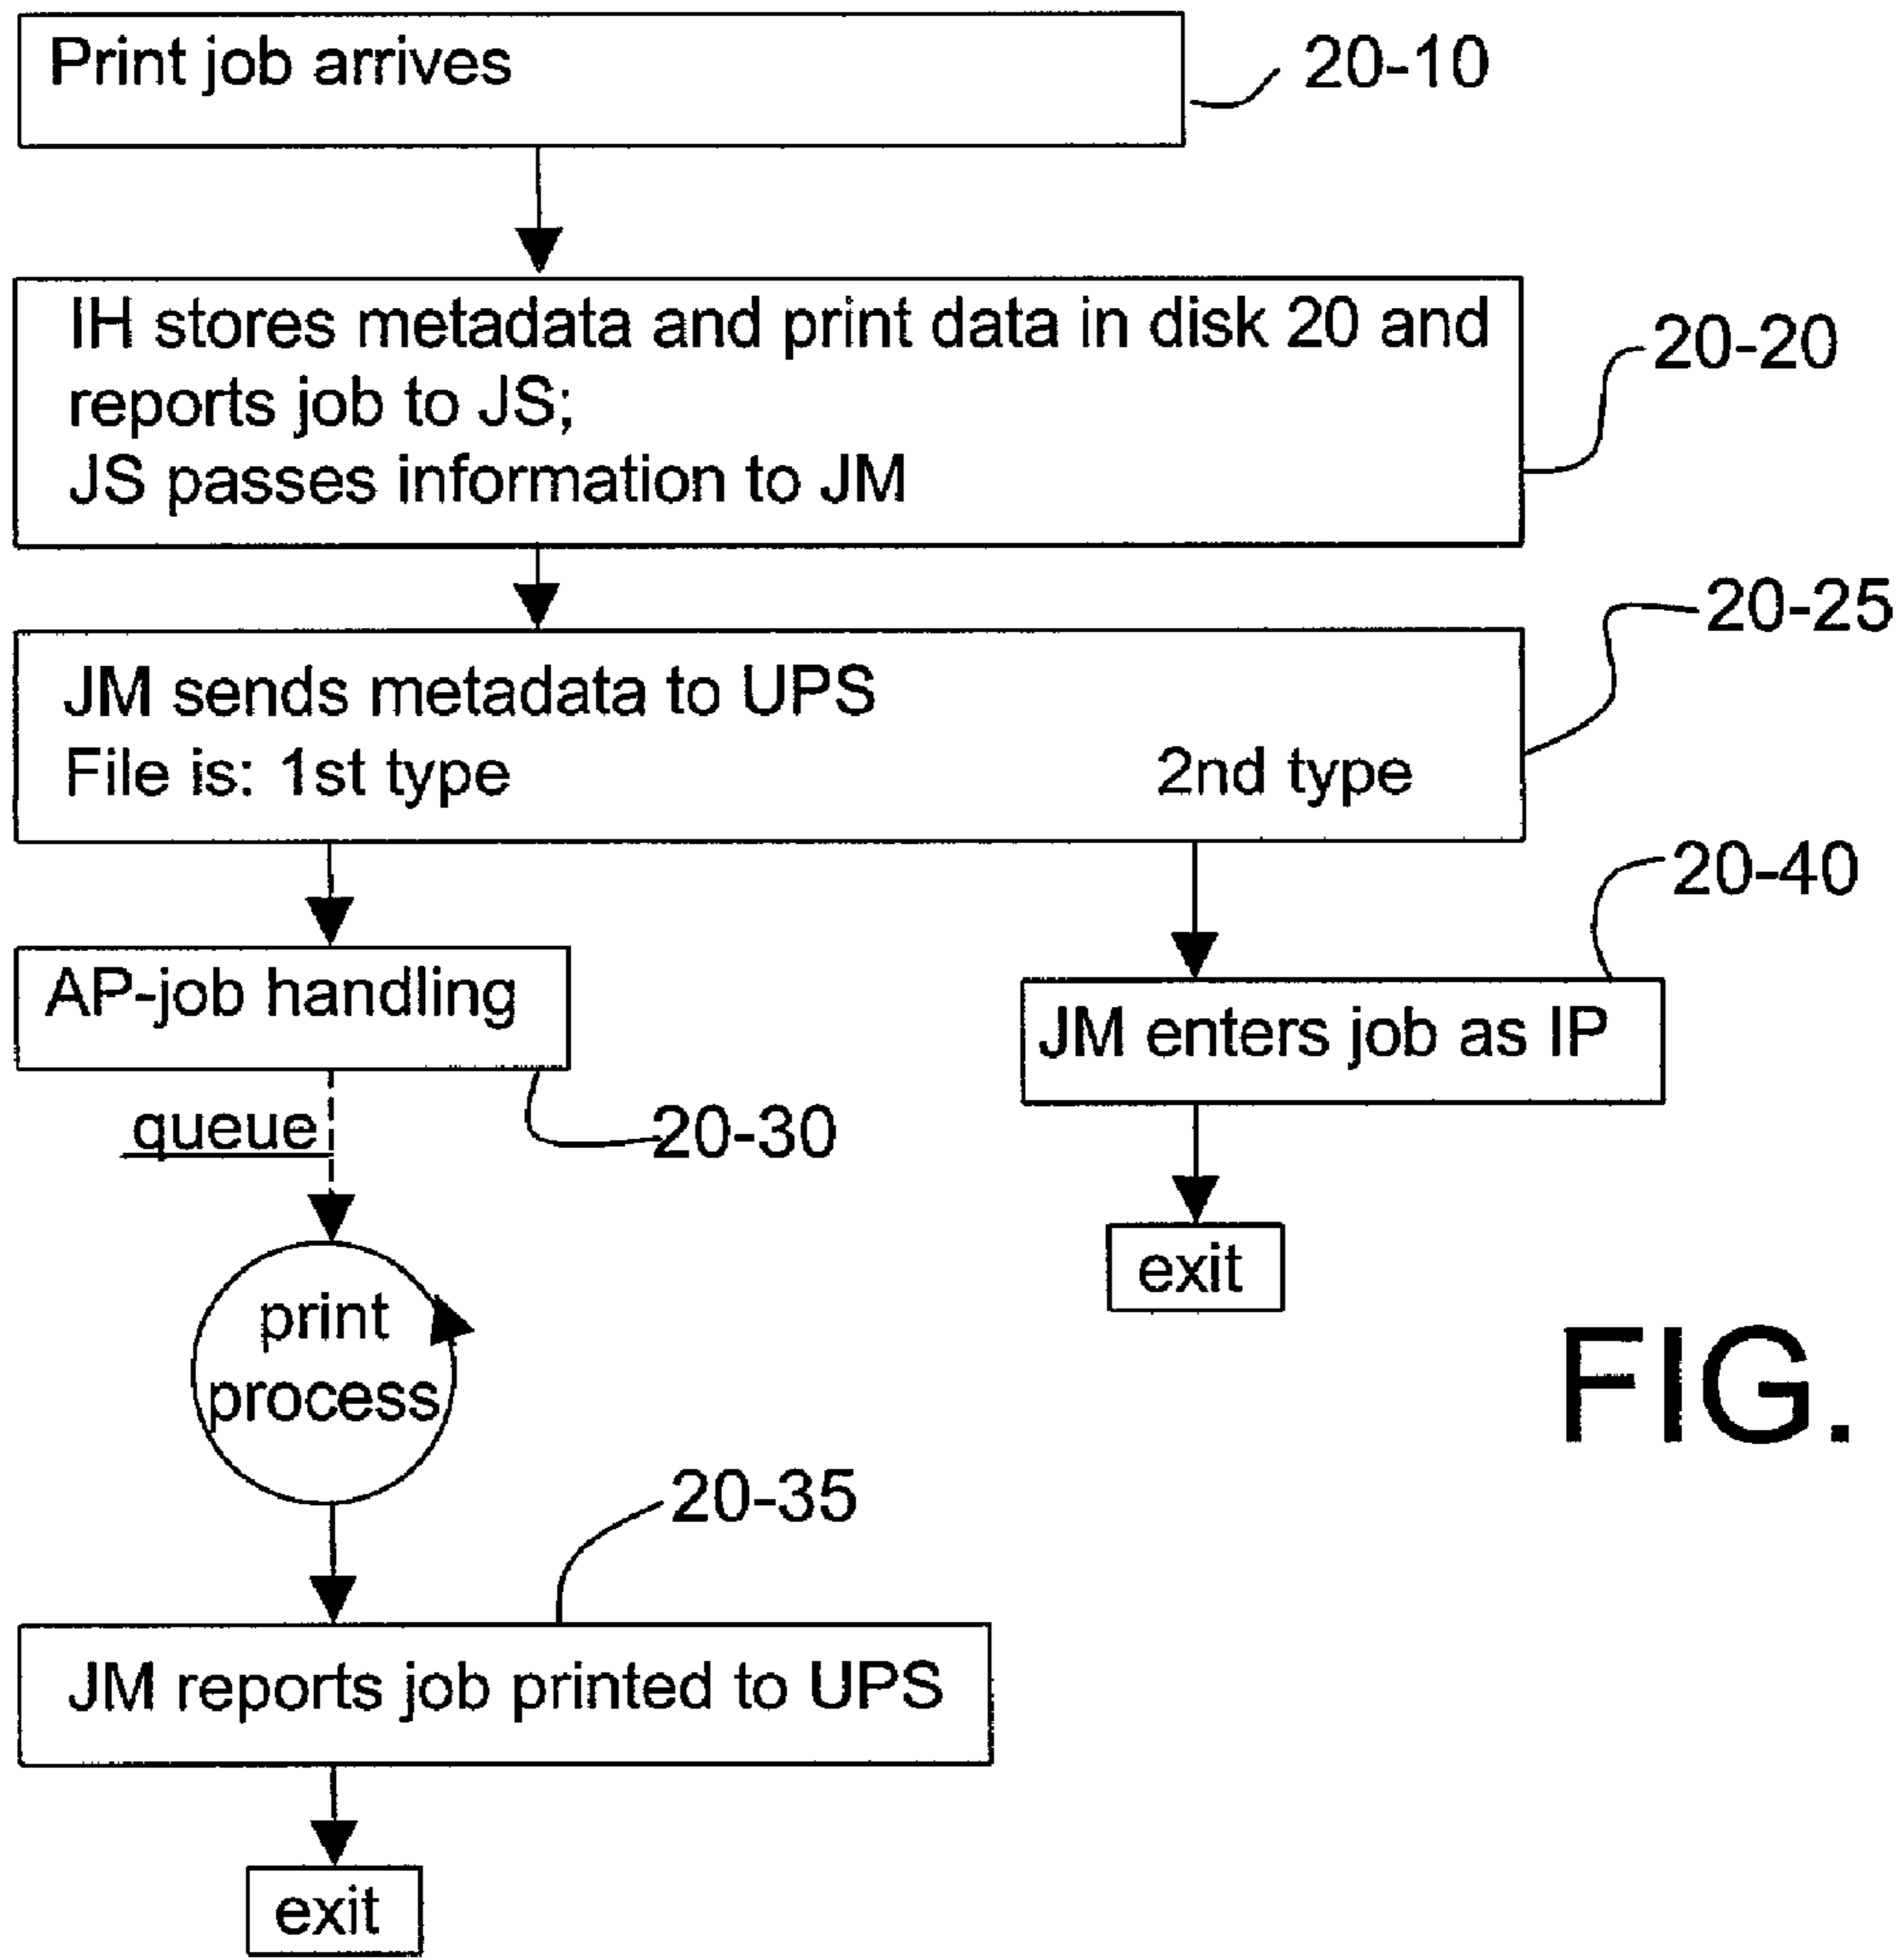 Print job arrives
20-10
IH stores metadata and print data in disk 20 and
reports job to JS;
JS passes information to JM
20-20
20-25
JM sends metadata to UPS
File is: 1st type 2nd type
20-40
AP-job handling
JM enters job as IP
queue
20-30
exit
print
process
FIG.
20-35
JM reports job printed to UPS
exit